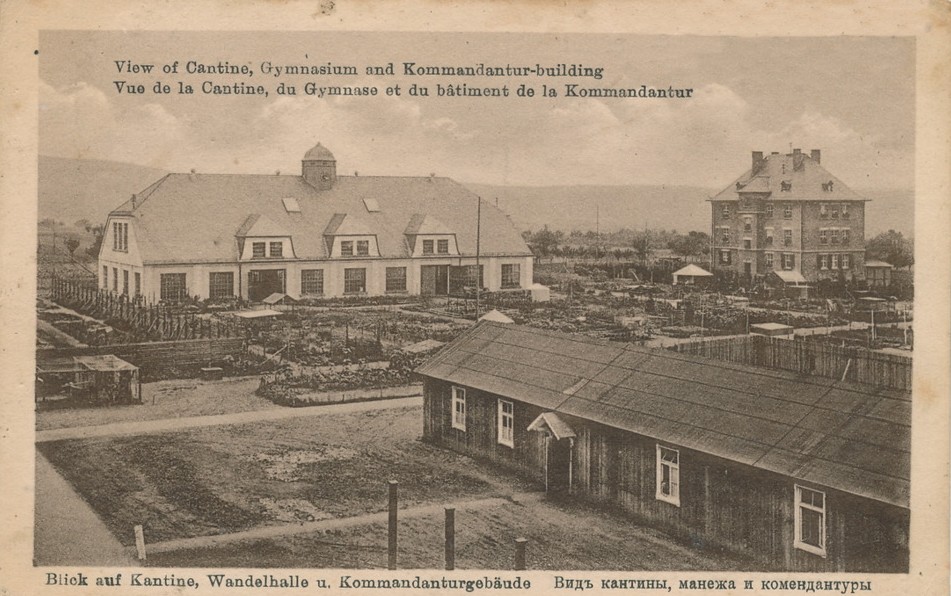 View of Cantine, Gymnasium and Kommandantur-building
Vue de la Cantine, du Gymnase et du bâtiment de la Kommandantur
Blick auf Kantine, Wandelhalle u. Kommandanturgebäude Видъ кантины, манежа и комендантуры